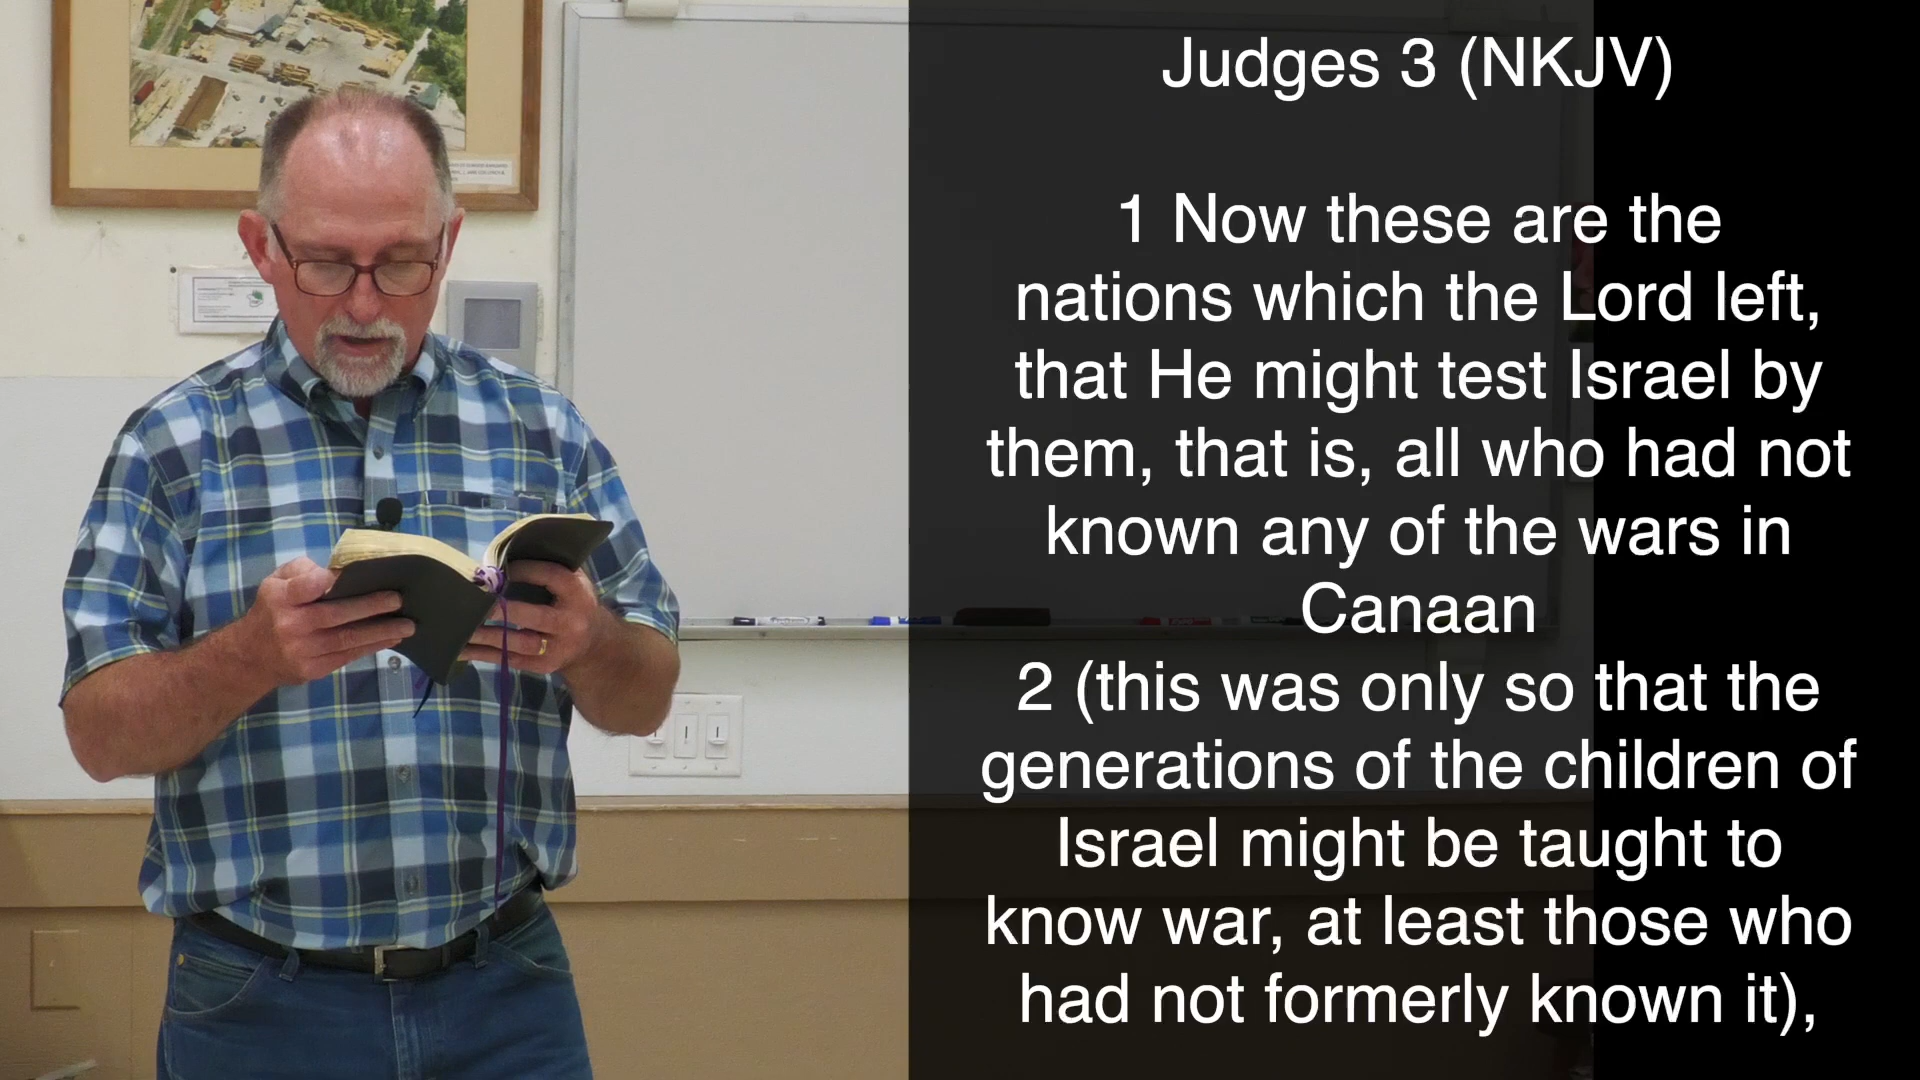 Judges 3 (NKJV)
1 Now these are the
nations which the Lord left,
that He might test Israel by
them, that is, all who had not
known any of the wars in
Canaan
2 (this was only so that the
generations of the children of
Israel might be taught to
know war, at least those who
had not formerly known it),